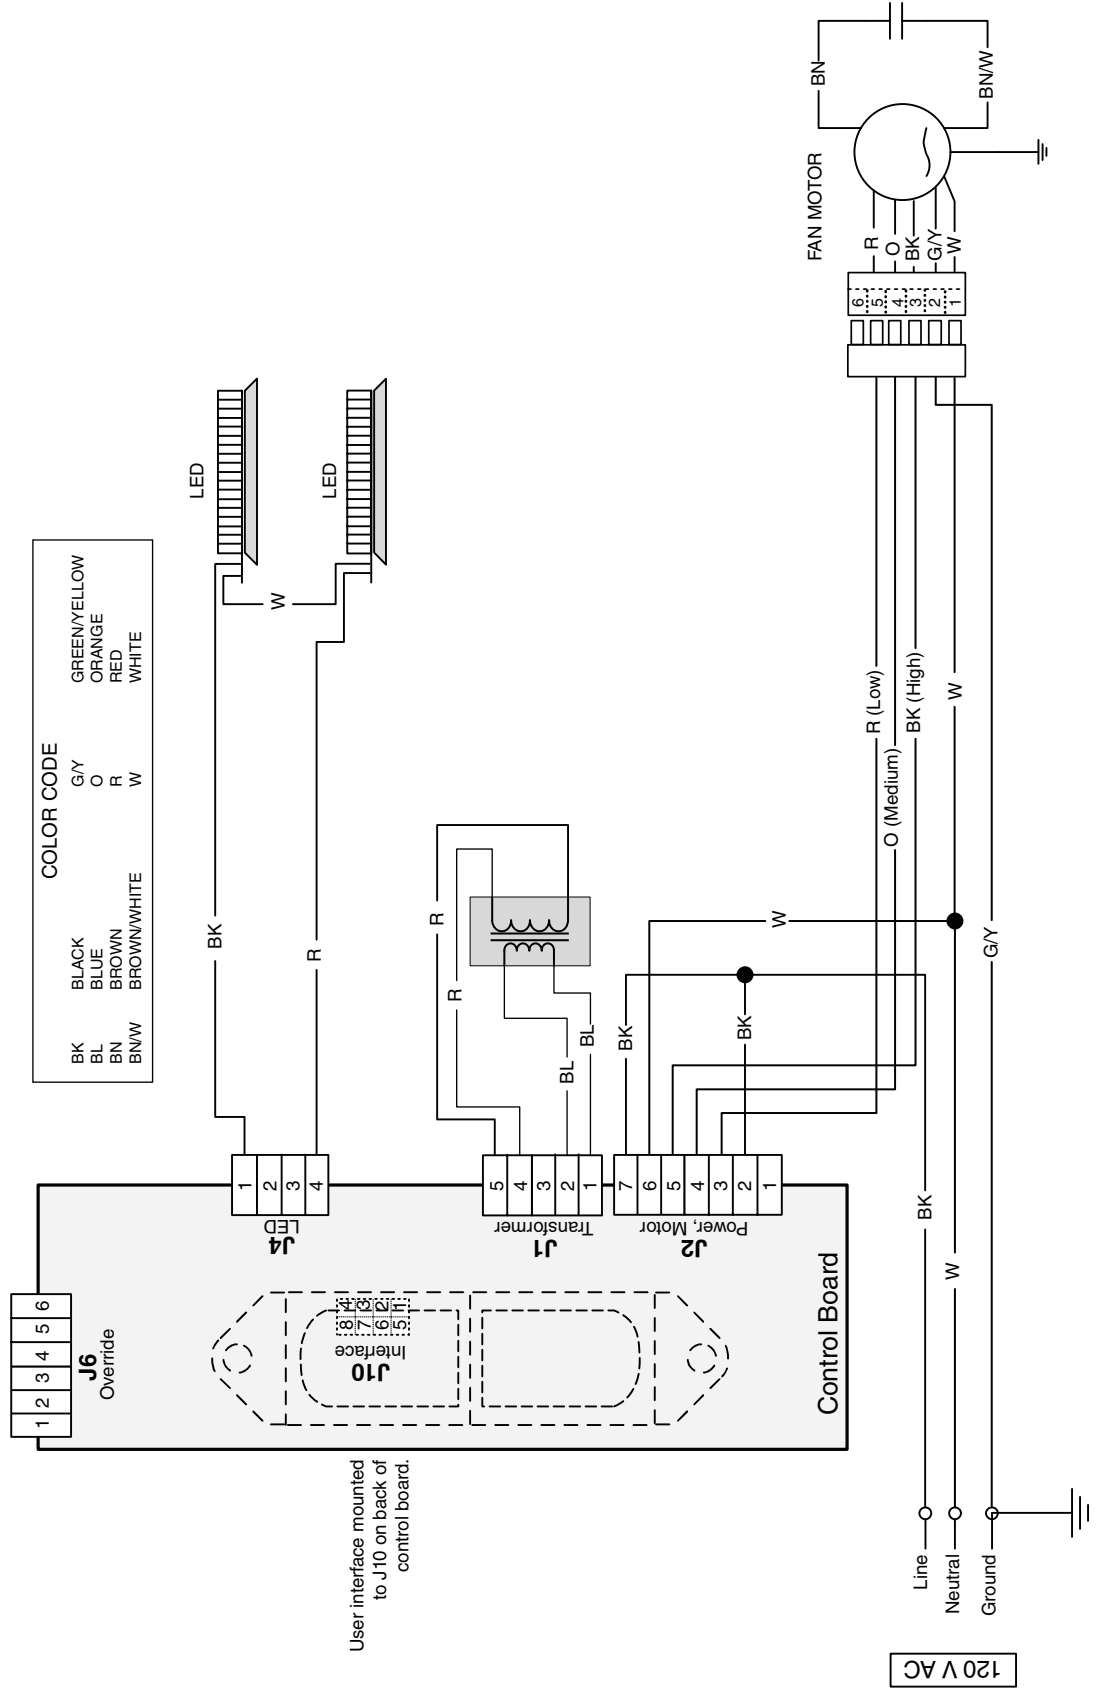 COLOR CODE
BK BLACK G/Y GREEN/YELLOW
BL BLUE O ORANGE
BN BROWN R RED
BN/W BROWN/WHITE W WHITE
1 2 3 4 5 6
J6
Override
User interface mounted
to J10 on back of
control board.
J10
Interface
8 4
7 3
6 2
5 1
Control Board
J4
LED
1
2
3
4
J1
Transformer
5
4
3
2
1
J2
Power, Motor
7
6
5
4
3
2
1
BK
R
W
LED
LED
R
R
BL
BL
BK
W
BK
R (Low)
O (Medium)
BK (High)
W
G/Y
BK
W
Line
Neutral
Ground
120 V AC
6
5
4
3
2
1
R
O
BK
G/Y
W
FAN MOTOR
BN
BN/W